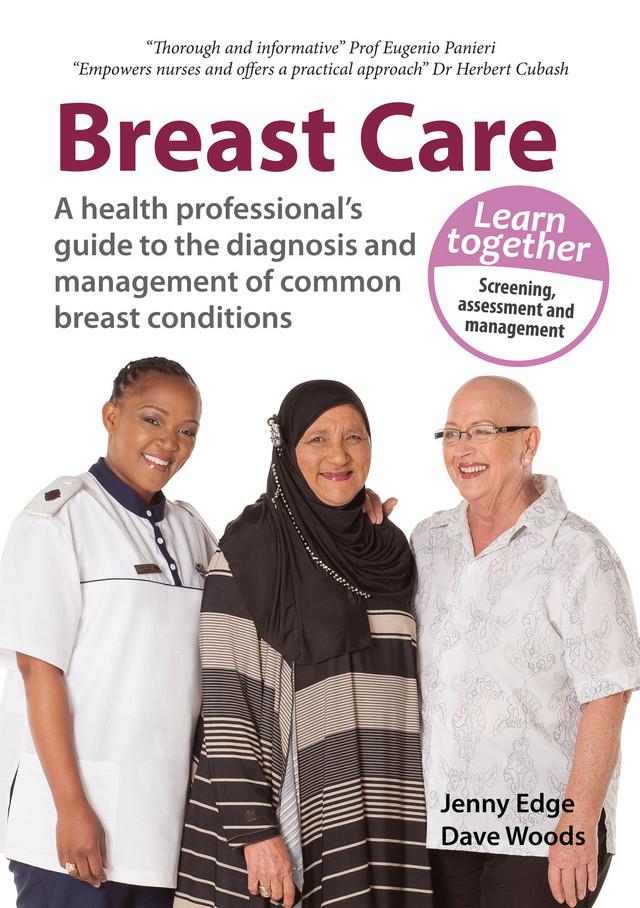 “Thorough and informative” Prof Eugenio Panieri
“Empowers nurses and offers a practical approach” Dr Herbert Cubash
Breast Care
A health professional’s
guide to the diagnosis and
management of common
breast conditions
Learn
together
Screening,
assessment and
management
Jenny Edge
Dave Woods